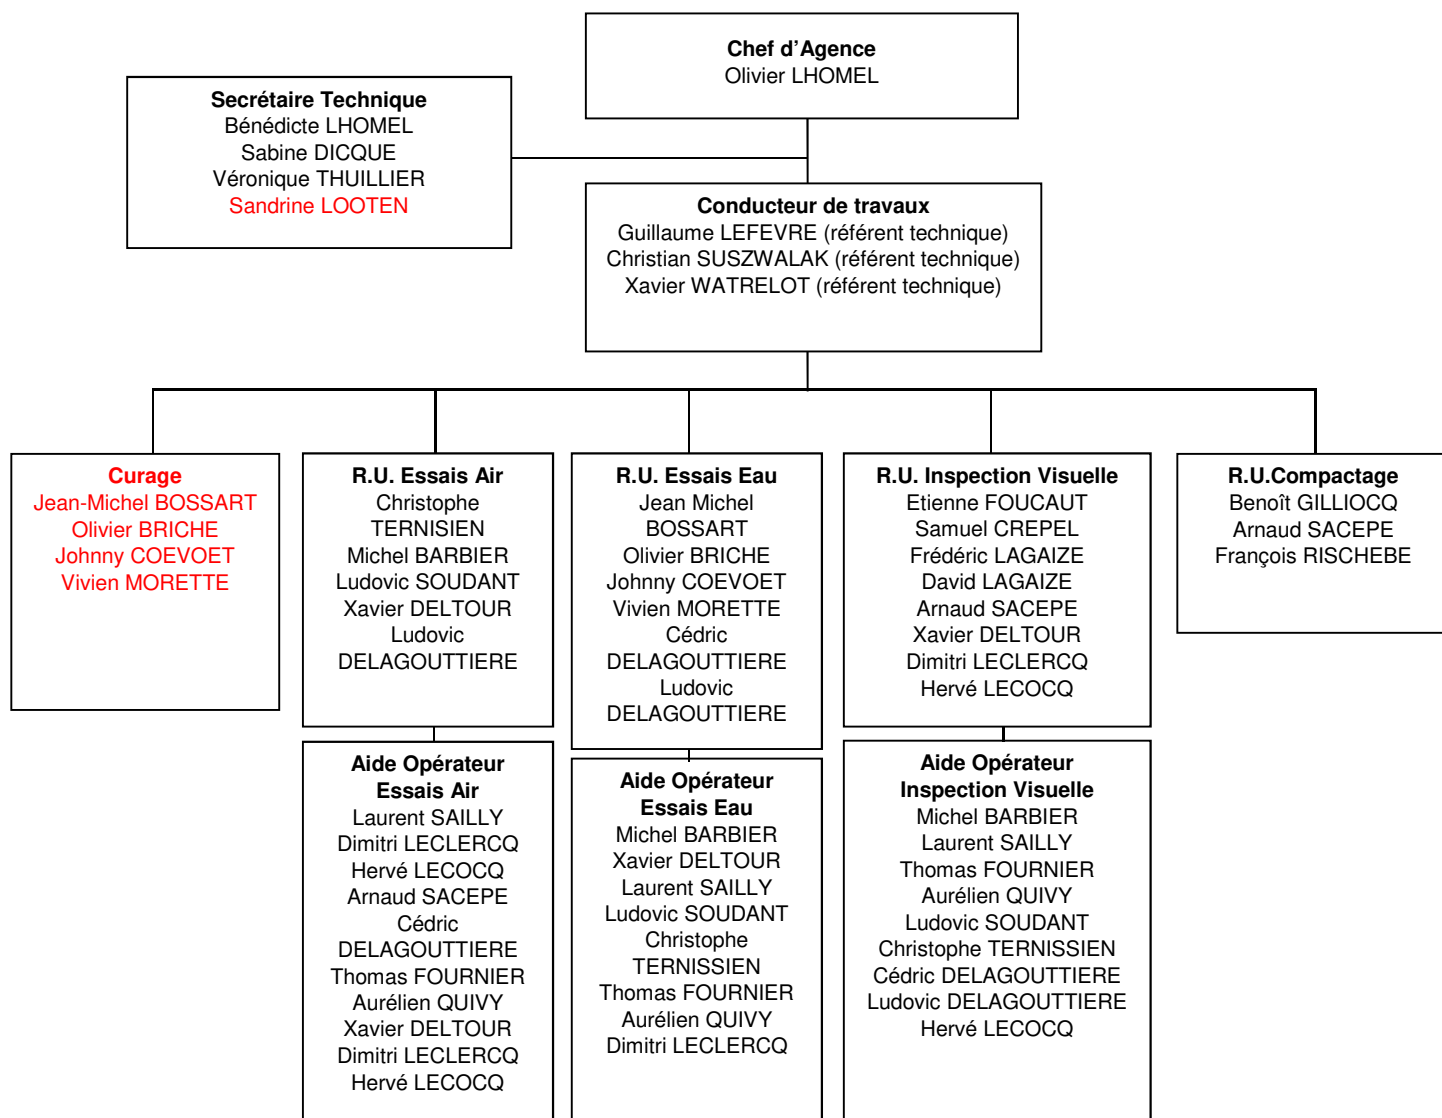 Chef d'Agence
Olivier LHOMEL
Secrétaire Technique
Bénédicte LHOMEL
Sabine DICQUE
Véronique THUILLIER
Sandrine LOOTEN
Conducteur de travaux
Guillaume LEFEVRE (référent technique)
Christian SUSZWALAK (référent technique)
Xavier WATRELOT (référent technique)
Curage
Jean-Michel BOSSART
Olivier BRICHE
Johnny COEVOET
Vivien MORETTE
R.U. Essais Air
Christophe
TERNISIEN
Michel BARBIER
Ludovic SOUDANT
Xavier DELTOUR
Ludovic
DELAGOUTTIERE
R.U. Essais Eau
Jean Michel
BOSSART
Olivier BRICHE
Johnny COEVOET
Vivien MORETTE
Cédric
DELAGOUTTIERE
Ludovic
DELAGOUTTIERE
R.U. Inspection Visuelle
Etienne FOUCAUT
Samuel CREPEL
Frédéric LAGAIZE
David LAGAIZE
Arnaud SACEPE
Xavier DELTOUR
Dimitri LECLERCQ
Hervé LECOCQ
R.U.Compactage
Benoît GILLIOCQ
Arnaud SACEPE
François RISCHEBE
Aide Opérateur
Essais Air
Laurent SAILLY
Dimitri LECLERCQ
Hervé LECOCQ
Arnaud SACEPE
Cédric
DELAGOUTTIERE
Thomas FOURNIER
Aurélien QUIVY
Xavier DELTOUR
Dimitri LECLERCQ
Hervé LECOCQ
Aide Opérateur
Essais Eau
Michel BARBIER
Xavier DELTOUR
Laurent SAILLY
Ludovic SOUDANT
Christophe
TERNISSIEN
Thomas FOURNIER
Aurélien QUIVY
Dimitri LECLERCQ
Aide Opérateur
Inspection Visuelle
Michel BARBIER
Laurent SAILLY
Thomas FOURNIER
Aurélien QUIVY
Ludovic SOUDANT
Christophe TERNISSIEN
Cédric DELAGOUTTIERE
Ludovic DELAGOUTTIERE
Hervé LECOCQ